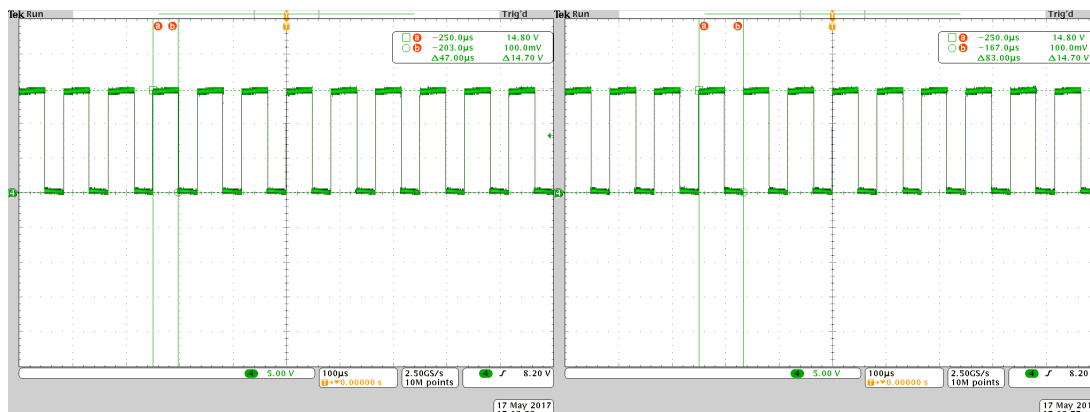 Tek Run Trig'd
a b
T
a −250.0µs 14.80 V
b −203.0µs 100.0mV
Δ47.00µs Δ14.70 V
4
4 5.00 V
100µs
T→▼0.00000 s
2.50GS/s
10M points
4 8.20 V
17 May 2017
Tek Run Trig'd
a b
T
a −250.0µs 14.80 V
b −167.0µs 100.0mV
Δ83.00µs Δ14.70 V
4
4 5.00 V
100µs
T→▼0.00000 s
2.50GS/s
10M points
4 8.20
17 May 201